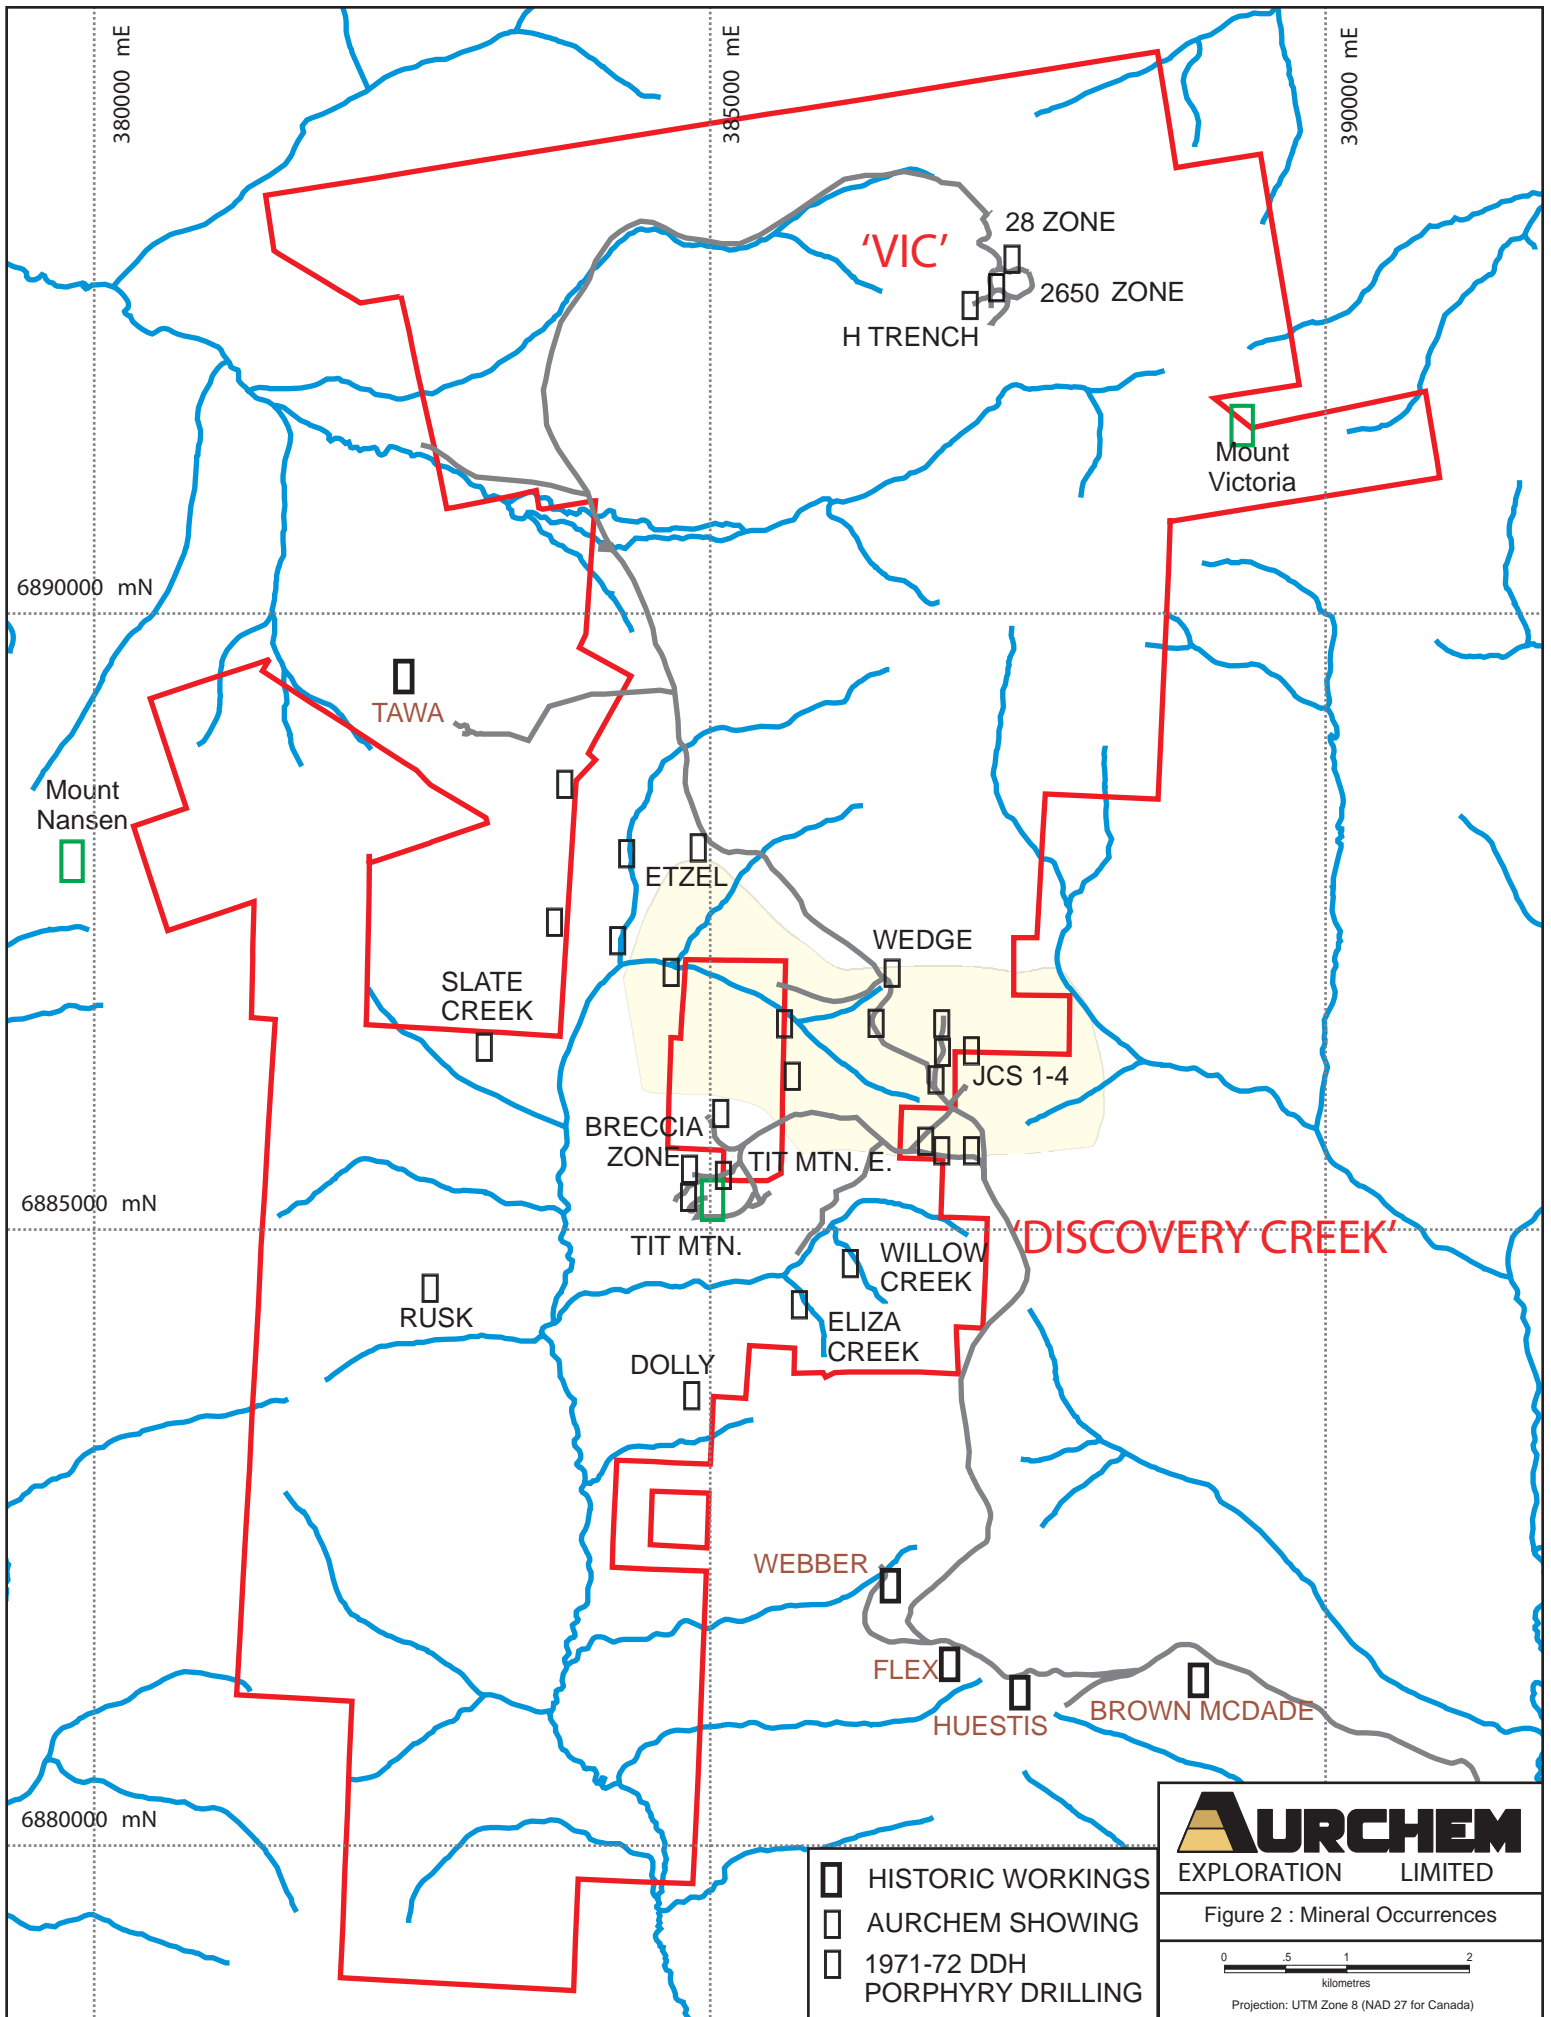 380000 mE
385000 mE
390000 mE
28 ZONE
'VIC'
2650 ZONE
H TRENCH
Mount
Victoria
6890000 mN
TAWA
Mount
Nansen
ETZEL
WEDGE
SLATE
CREEK
JCS 1-4
BRECCIA
ZONE
TIT MTN. E.
6885000 mN
TIT MTN.
'DISCOVERY CREEK'
WILLOW
CREEK
RUSK
ELIZA
CREEK
DOLLY
WEBBER
FLEX
HUESTIS
BROWN MCDADE
6880000 mN
HISTORIC WORKINGS
AURCHEM SHOWING
1971-72 DDH
PORPHYRY DRILLING
AURCHEM
EXPLORATION LIMITED
Figure 2 : Mineral Occurrences
0 .5 1 2
kilometres
Projection: UTM Zone 8 (NAD 27 for Canada)